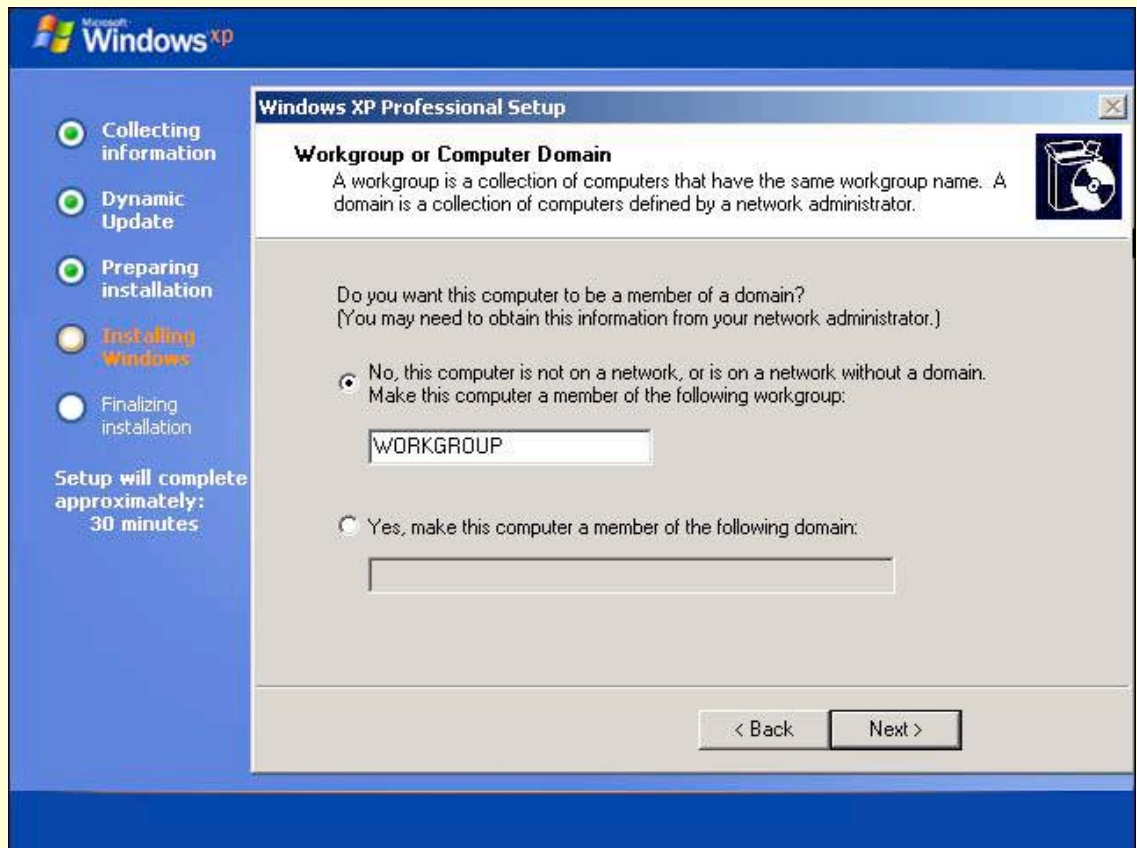 Microsoft
Windows xp
Collecting
information
Dynamic
Update
Preparing
installation
Installing
Windows
Finalizing
installation
Setup will complete
approximately:
30 minutes
Windows XP Professional Setup
Workgroup or Computer Domain
A workgroup is a collection of computers that have the same workgroup name. A
domain is a collection of computers defined by a network administrator.
Do you want this computer to be a member of a domain?
(You may need to obtain this information from your network administrator.)
No, this computer is not on a network, or is on a network without a domain.
Make this computer a member of the following workgroup:
WORKGROUP
Yes, make this computer a member of the following domain:
< Back
Next >